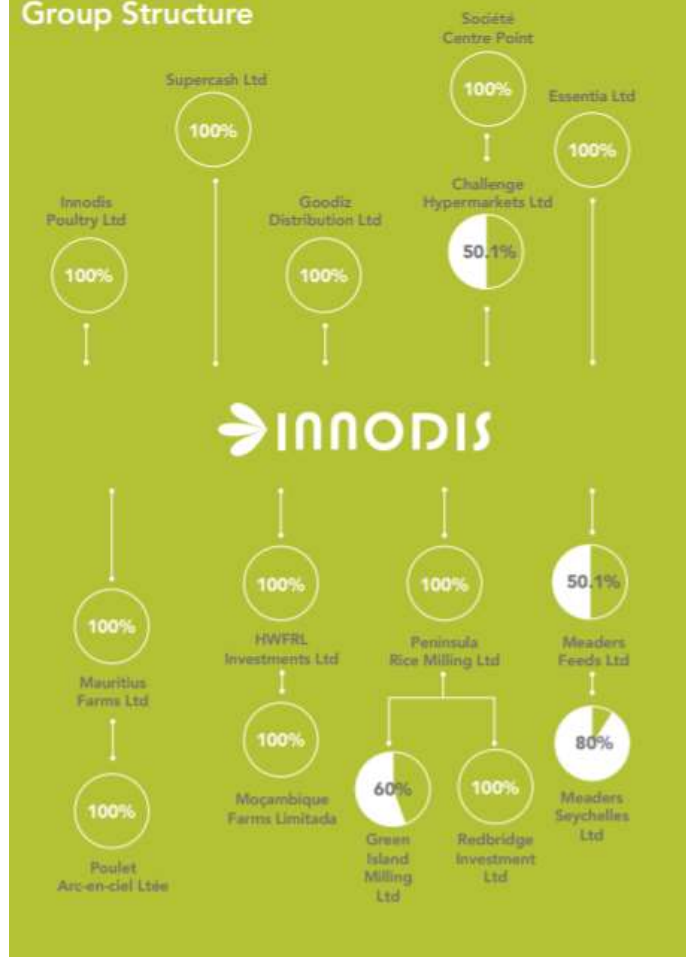 Group Structure
Société
Centre Point
100%
Supercash Ltd
100%
Essentia Ltd
100%
Innodis
Poultry Ltd
100%
Goodiz
Distribution Ltd
100%
Challenge
Hypermarkets Ltd
50.1%
INNODIS
100%
Mauritius
Farms Ltd
100%
Poulet
Arc-en-ciel Ltée
100%
HWFRL
Investments Ltd
100%
Moçambique
Farms Limitada
100%
Peninsula
Rice Milling Ltd
60%
Green
Island
Milling
Ltd
100%
Redbridge
Investment
Ltd
50.1%
Meaders
Feeds Ltd
80%
Meaders
Seychelles
Ltd